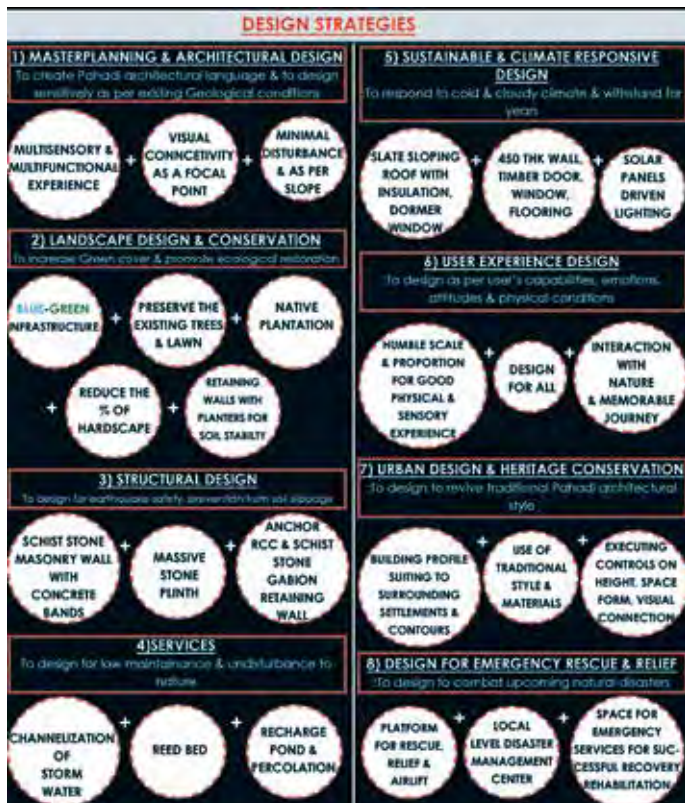 DESIGN STRATEGIES
1) MASTERPLANNING & ARCHITECTURAL DESIGN
To create Pahadi architectural language & to design
sensitively as per existing Geological conditions
MULTISENSORY &
MULTIFUNCTIONAL
EXPERIENCE
+
VISUAL
CONNCETIVITY
AS A FOCAL
POINT
+
MINIMAL
DISTURBANCE
& AS PER
SLOPE
2) LANDSCAPE DESIGN & CONSERVATION
To increase Green cover & promote ecological restoration
BLUE-GREEN
INFRASTRUCTURE
+
PRESERVE THE
EXISTING TREES
& LAWN
+
NATIVE
PLANTATION
+
REDUCE THE
% OF
HARDSCAPE
+
RETAINING
WALLS WITH
PLANTERS FOR
SOIL STABILTY
3) STRUCTURAL DESIGN
To design for earthquake safety, prevention from soil slippage
SCHIST STONE
MASONRY WALL
WITH
CONCRETE
BANDS
+
MASSIVE
STONE
PLINTH
+
ANCHOR
RCC & SCHIST
STONE
GABION
RETAINING
WALL
4)SERVICES
To design for low maintainance & undisturbance to
nature
CHANNELIZATION
OF
STORM
WATER
+
REED BED
+
RECHARGE
POND &
PERCOLATION
5) SUSTAINABLE & CLIMATE RESPONSIVE
DESIGN
To respond to cold & cloudy climate & withstand for
years
SLATE SLOPING
ROOF WITH
INSULATION,
DORMER
WINDOW
+
450 THK WALL,
TIMBER DOOR,
WINDOW,
FLOORING
+
SOLAR
PANELS
DRIVEN
LIGHTING
6) USER EXPERIENCE DESIGN
To design as per user's capabilities, emotions,
attitudes & physical conditions
HUMBLE SCALE
& PROPORTION
FOR GOOD
PHYSICAL &
SENSORY
EXPERIENCE
+
DESIGN
FOR ALL
+
INTERACTION
WITH
NATURE
& MEMORABLE
JOURNEY
7) URBAN DESIGN & HERITAGE CONSERVATION
To design to revive traditional Pahadi architectural
style
BUILDING PROFILE
SUITING TO
SURROUNDING
SETTLEMENTS &
CONTOURS
+
USE OF
TRADITIONAL
STYLE &
MATERIALS
+
EXECUTING
CONTROLS ON
HEIGHT, SPACE
FORM, VISUAL
CONNECTION
8) DESIGN FOR EMERGENCY RESCUE & RELIEF
To design to combat upcoming natural disasters
PLATFORM
FOR RESCUE,
RELIEF &
AIRLIFT
+
LOCAL
LEVEL DISASTER
MANAGEMENT
CENTER
+
SPACE FOR
EMERGENCY
SERVICES FOR SUC-
CESSFUL RECOVERY
REHABILITATION